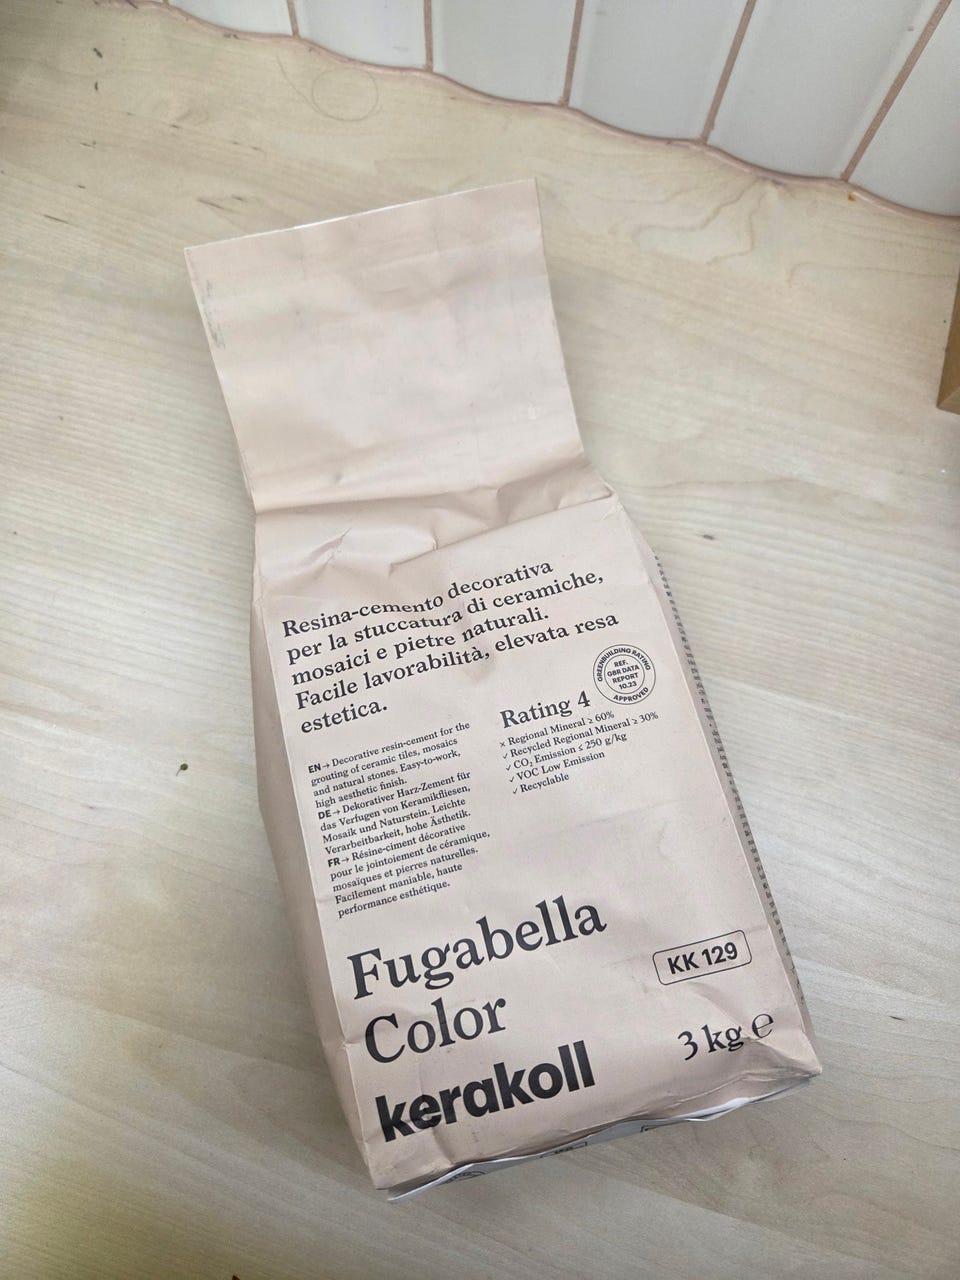 Resina-cemento decorativa
per la stuccatura di ceramiche,
mosaici e pietre naturali.
Facile lavorabilità, elevata resa
estetica.
GREENBUILDING RATING
REF.
GBR DATA
REPORT
10.23
APPROVED
Rating 4
× Regional Mineral ≥ 60%
✓ Recycled Regional Mineral ≥ 30%
✓ CO₂ Emission ≤ 250 g/kg
✓ VOC Low Emission
✓ Recyclable
EN → Decorative resin-cement for the
grouting of ceramic tiles, mosaics
and natural stones. Easy-to-work,
high aesthetic finish.
DE → Dekorativer Harz-Zement für
das Verfugen von Keramikfliesen,
Mosaik und Naturstein. Leichte
Verarbeitbarkeit, hohe Ästhetik.
FR → Résine-ciment décorative
pour le jointoiement de céramique,
mosaïques et pierres naturelles.
Facilement maniable, haute
performance esthétique.
Fugabella
Color
KK 129
kerakoll
3 kg ℮